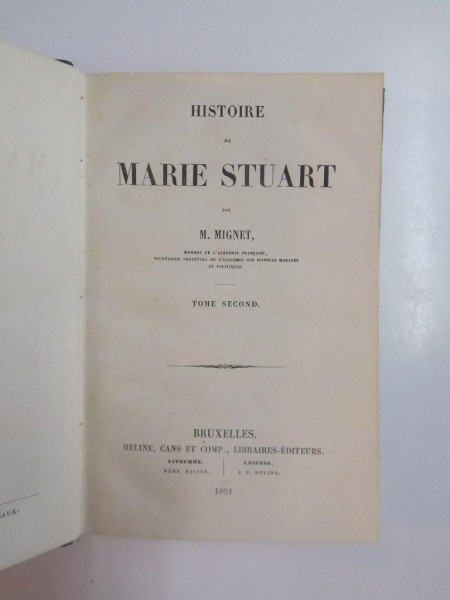 HISTOIRE
DE
MARIE STUART
PAR
M. MIGNET,
MEMBRE DE L'ACADÉMIE FRANÇAISE,
SECRÉTAIRE PERPÉTUEL DE L'ACADÉMIE DES SCIENCES MORALES
ET POLITIQUES
TOME SECOND.
BRUXELLES.
MELINE, CANS ET COMP., LIBRAIRES-ÉDITEURS.
LIVOURNE. LEIPZIG.
MÊME MAISON. J. P. MELINE.
1851